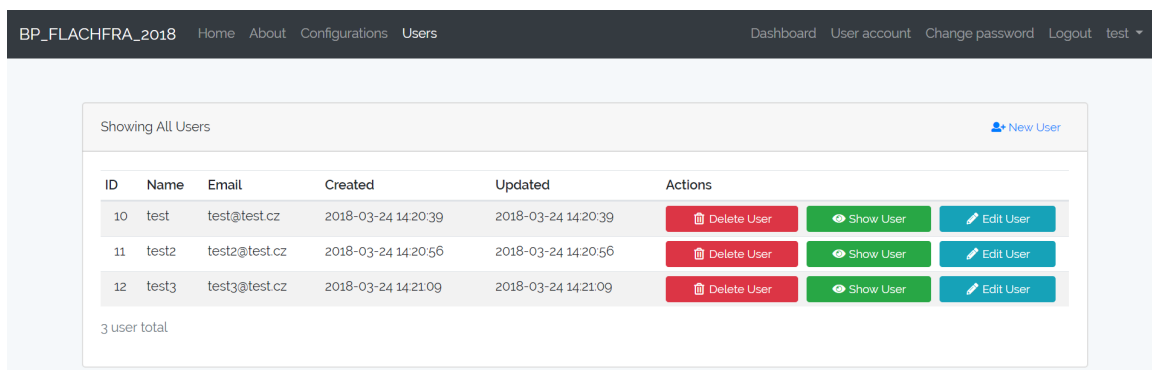 BP_FLACHFRA_2018 Home About Configurations Users Dashboard User account Change password Logout test
Showing All Users New User
ID Name Email Created Updated Actions
10 test test@test.cz 2018-03-24 14:20:39 2018-03-24 14:20:39 Delete User Show User Edit User
11 test2 test2@test.cz 2018-03-24 14:20:56 2018-03-24 14:20:56 Delete User Show User Edit User
12 test3 test3@test.cz 2018-03-24 14:21:09 2018-03-24 14:21:09 Delete User Show User Edit User
3 user total